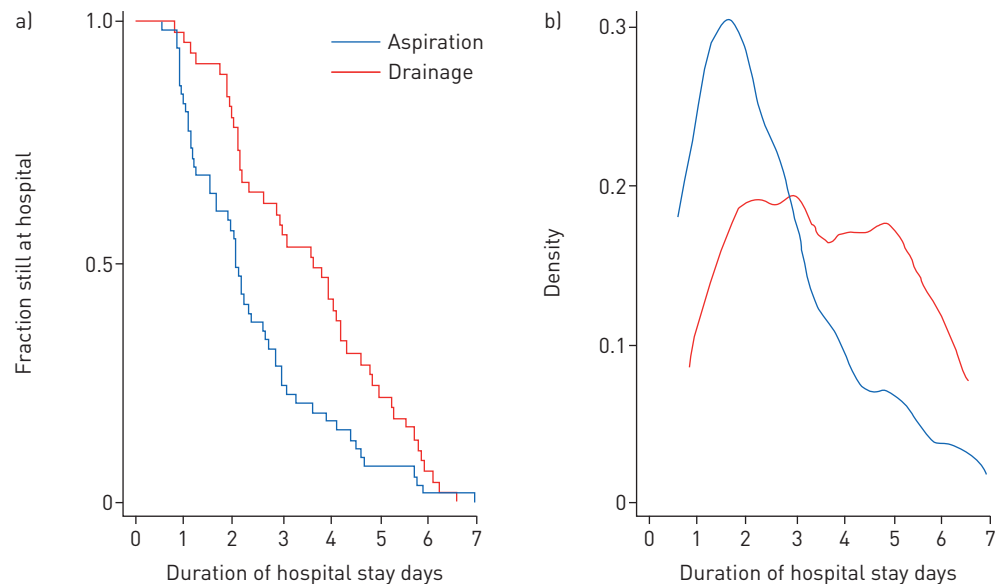 a)
1.0
0.5
0
Fraction still at hospital
Aspiration
Drainage
0 1 2 3 4 5 6 7
Duration of hospital stay days
b)
0.3
0.2
0.1
0
Density
0 1 2 3 4 5 6 7
Duration of hospital stay days